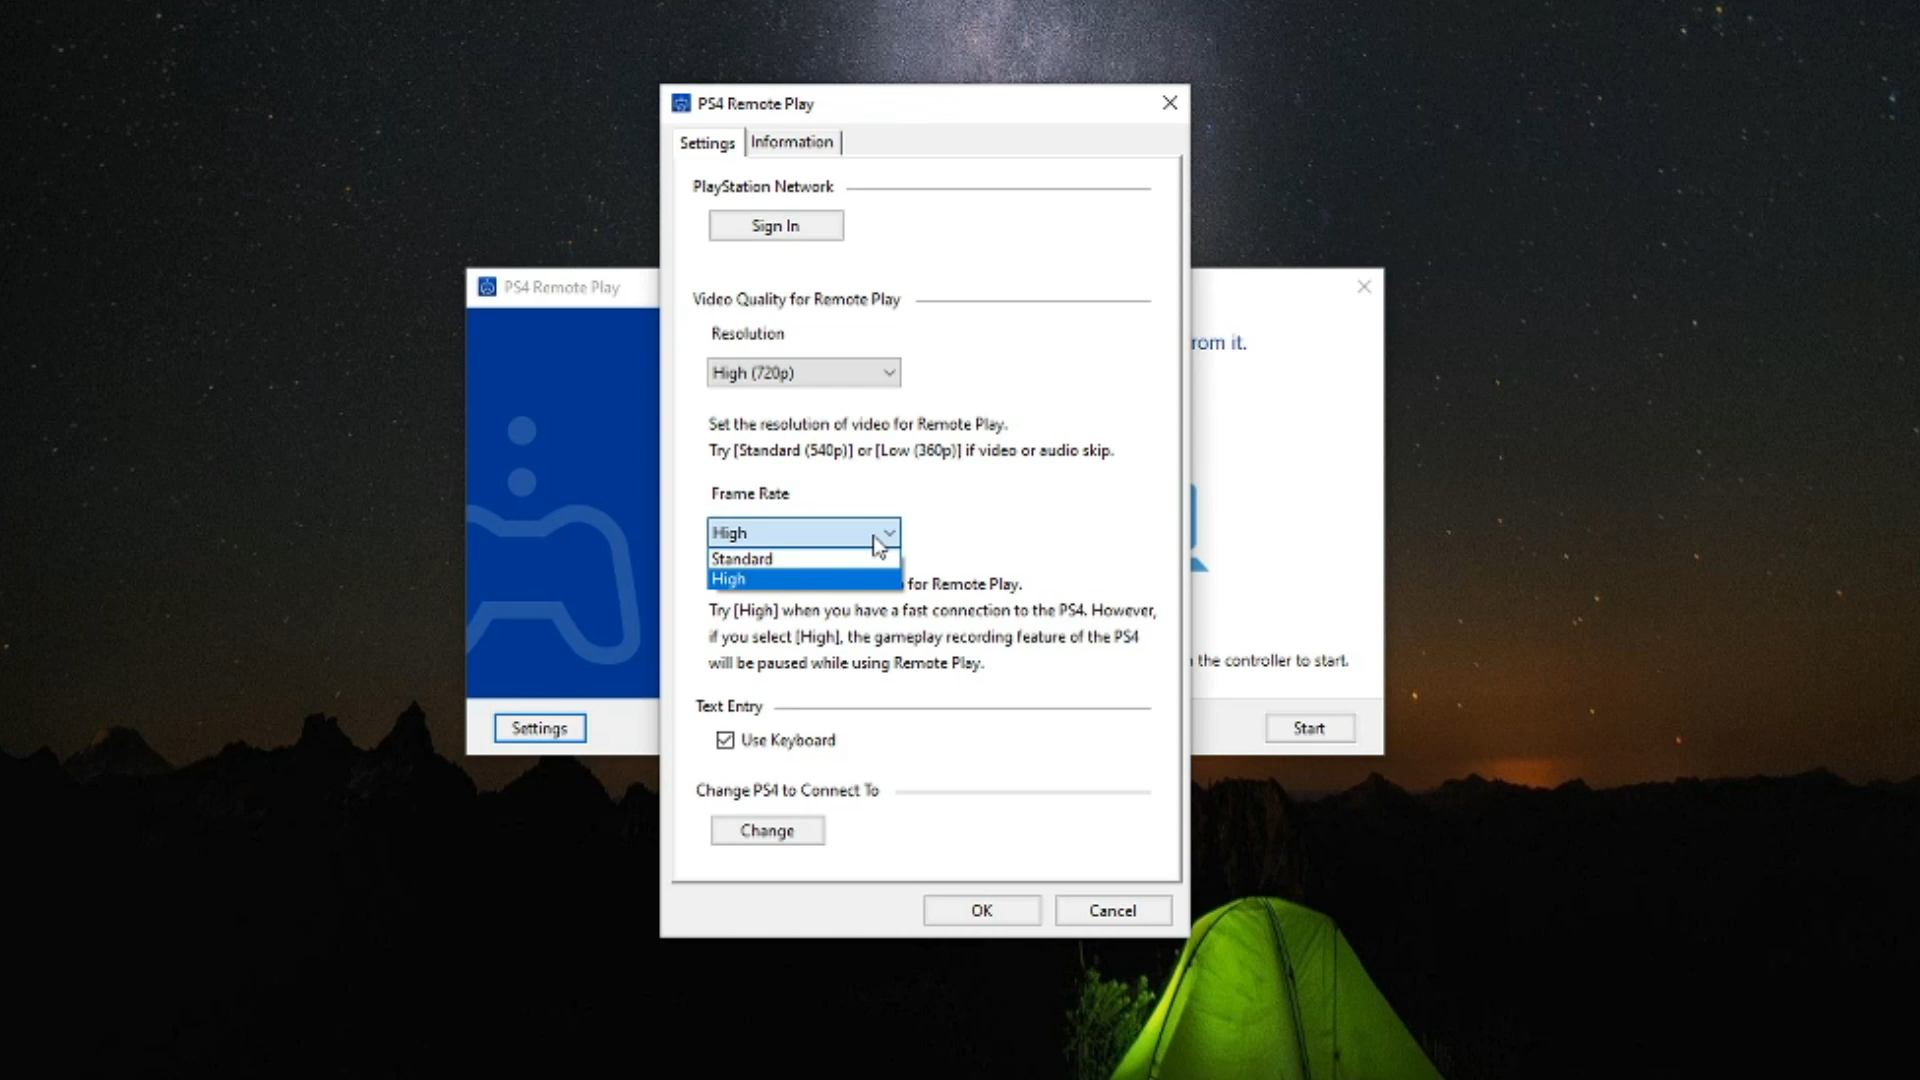 PS4 Remote Play
Settings
Information
PlayStation Network
Sign In
Video Quality for Remote Play
Resolution
High (720p)
Set the resolution of video for Remote Play.
Try [Standard (540p)] or [Low (360p)] if video or audio skip.
Frame Rate
High
Standard
High
for Remote Play.
Try [High] when you have a fast connection to the PS4. However,
if you select [High], the gameplay recording feature of the PS4
will be paused while using Remote Play.
Text Entry
Use Keyboard
Change PS4 to Connect To
Change
OK
Cancel
PS4 Remote Play
rom it.
the controller to start.
Settings
Start